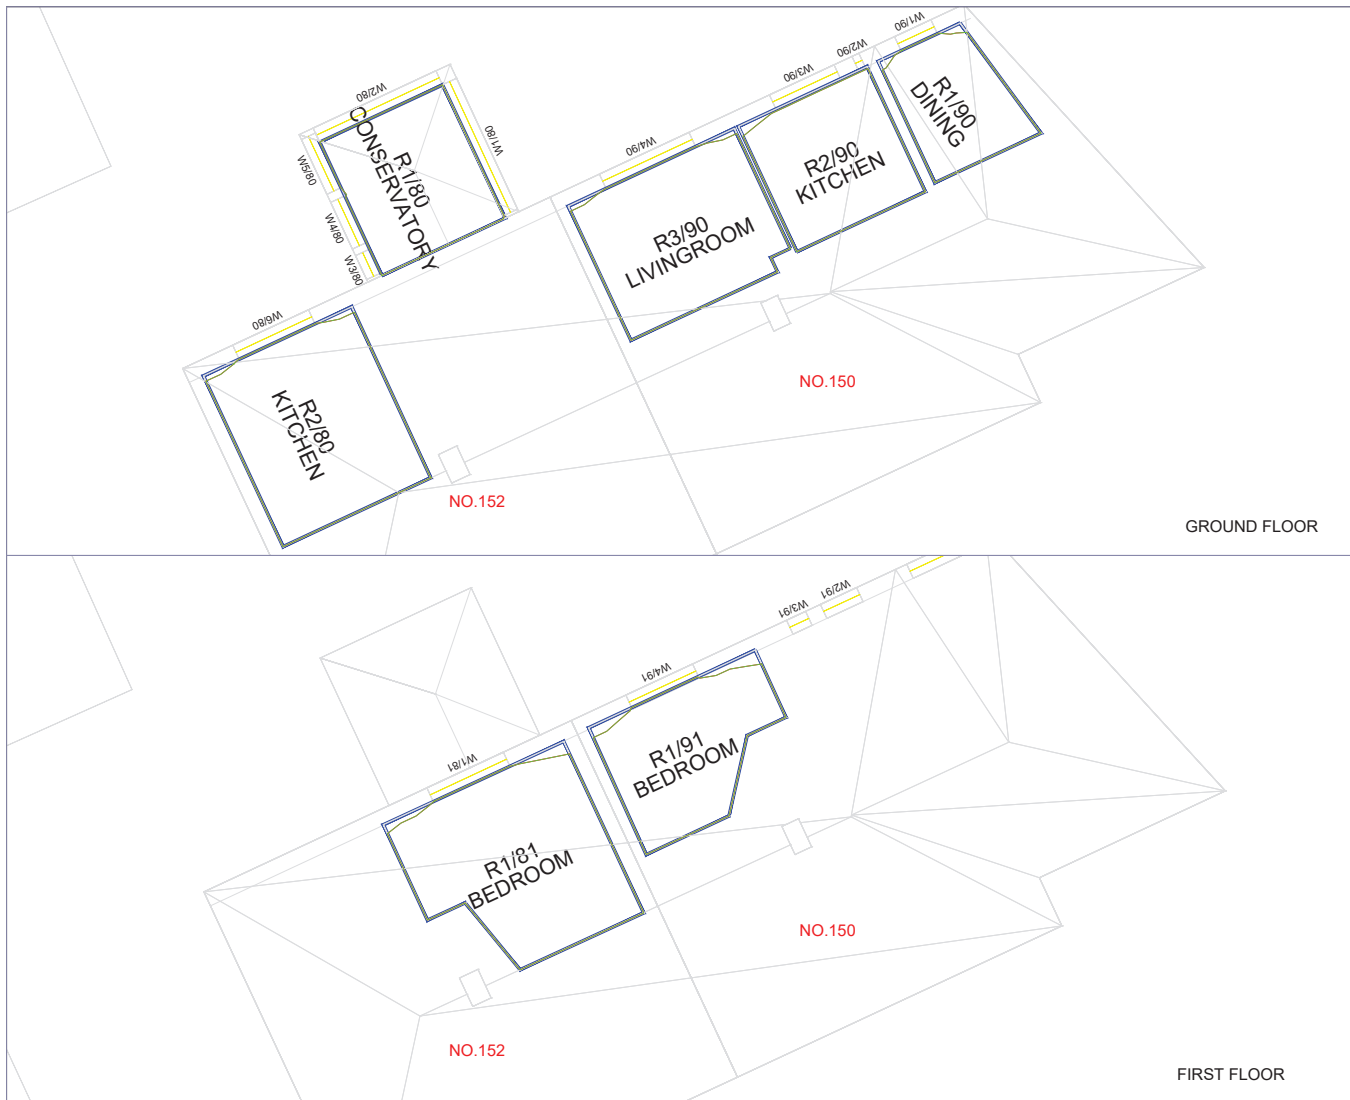 W1/90
W2/90
W3/90
W4/90
R1/90
DINING
R2/90
KITCHEN
R3/90
LIVINGROOM
W2/80
W1/80
W5/80
W4/80
W3/80
R1/80
CONSERVATORY
W6/80
R2/80
KITCHEN
NO.150
NO.152
GROUND FLOOR
W2/91
W3/91
W4/91
R1/91
BEDROOM
W1/81
R1/81
BEDROOM
NO.150
NO.152
FIRST FLOOR